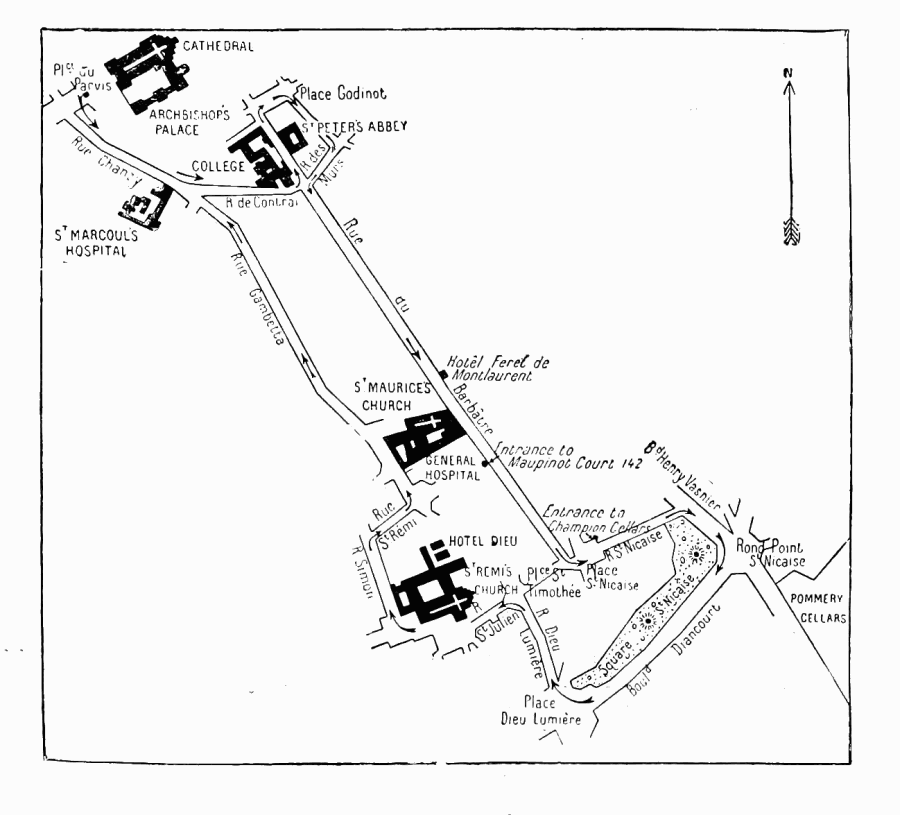 CATHEDRAL
Plce du
Parvis
Place Godinot
ARCHBISHOP'S
PALACE
ST PETER'S ABBEY
COLLEGE
R des
Murs
Rue Chanzy
R de Contrai
ST MARCOUL'S
HOSPITAL
Rue Gambetta
Rue du Barbâtre
N
Hotêl Feret de
Montlaurent
ST MAURICE'S
CHURCH
GENERAL
HOSPITAL
Entrance to
Maupinot Court 142
Bd Henry Vasnier
Entrance to
Champion Cellars
Rue
St Rémi
R Simon
HOTEL DIEU
R St Nicaise
Rond Point
St Nicaise
ST REMI'S
CHURCH
Plce St
Timothée
Place
St Nicaise
POMMERY
CELLARS
R
St Julien
R Dieu
Lumière
Square St Nicaise
Bould Diancourt
Place
Dieu Lumière